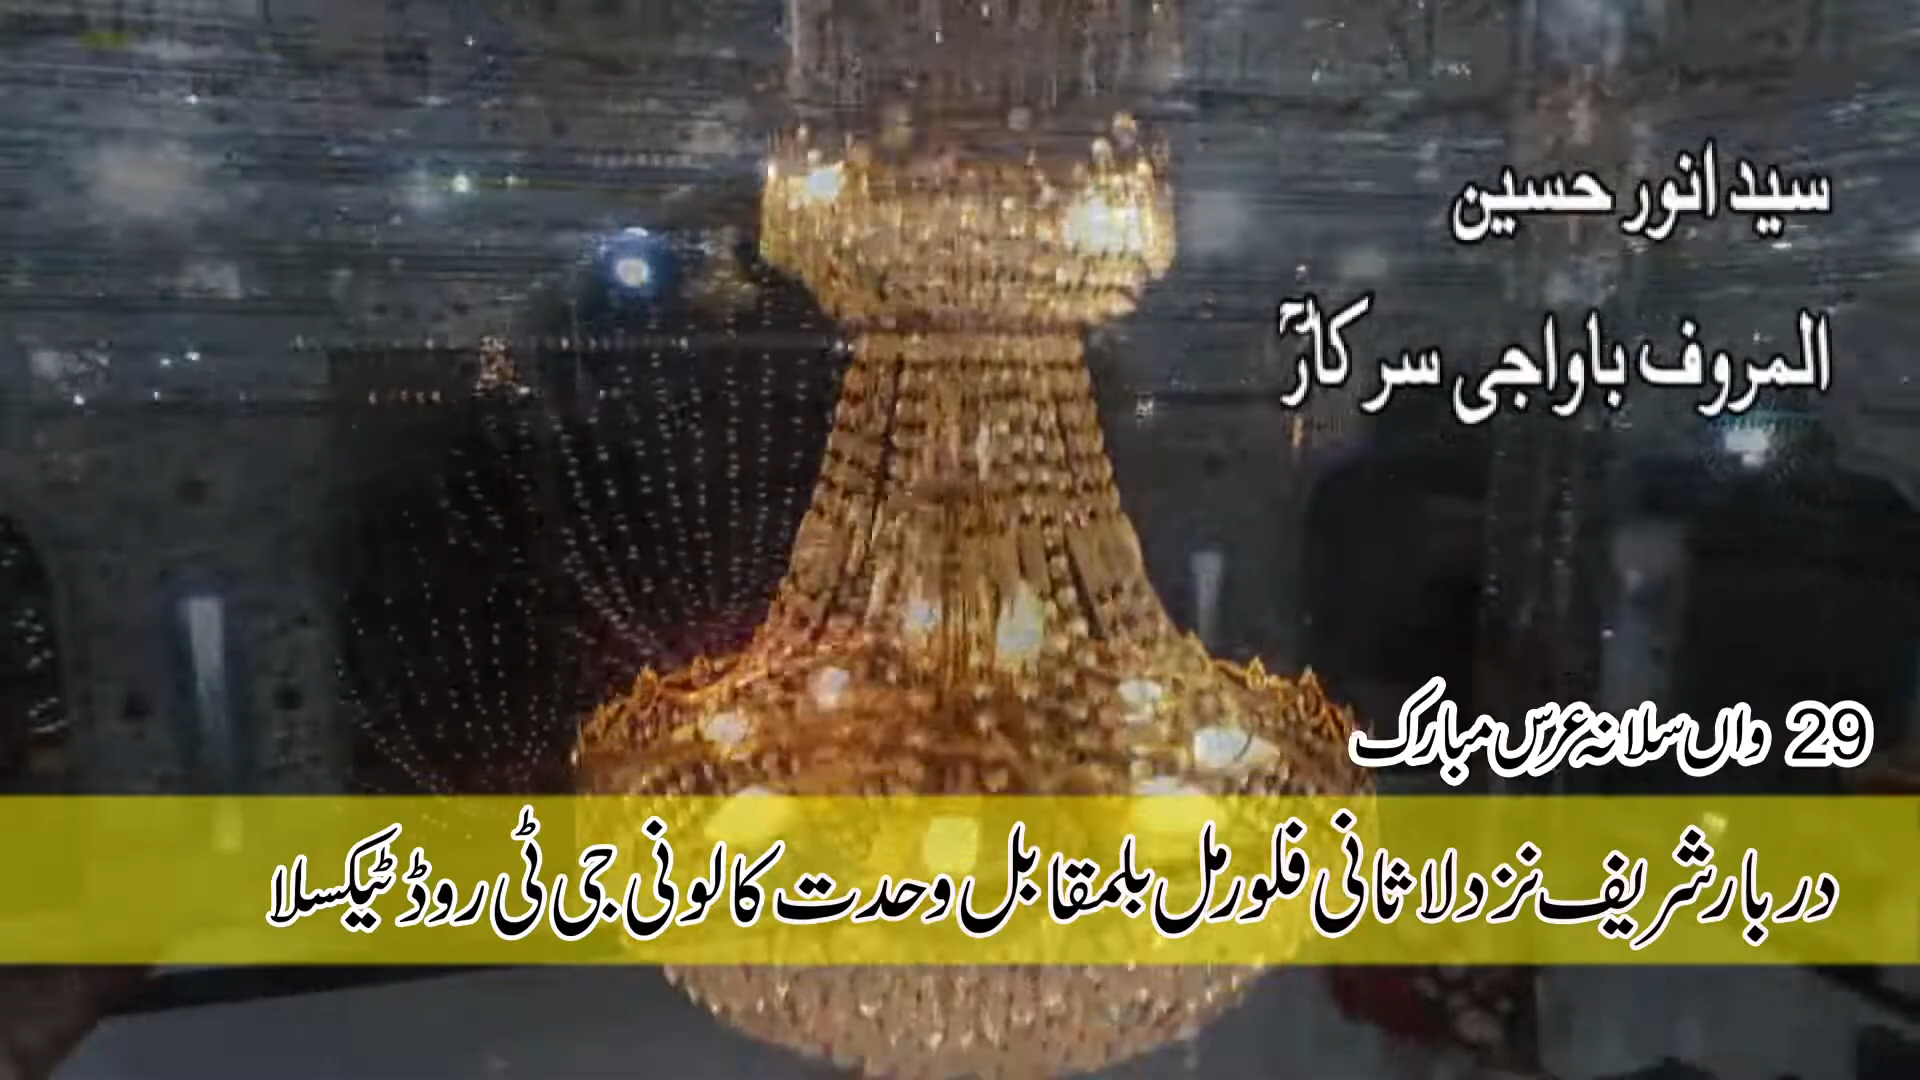 سید انور حسین
المروف باواجی سرکارؒ
29 واں سلانہ عرس مبارک
دربار شریف نزد لاثانی فلور مل بلمقابل وحدت کالونی جی ٹی روڈ ٹیکسلا